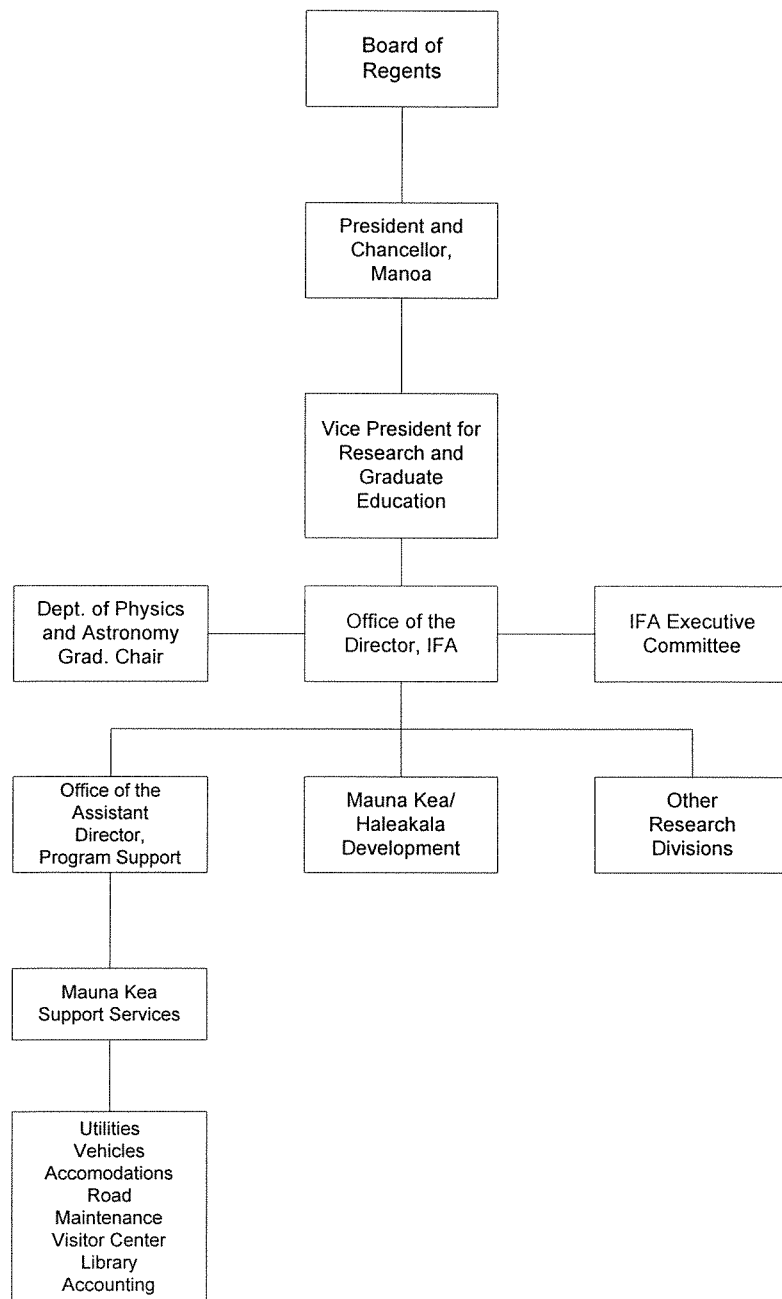 Board of
Regents
President and
Chancellor,
Manoa
Vice President for
Research and
Graduate
Education
Dept. of Physics
and Astronomy
Grad. Chair
Office of the
Director, IFA
IFA Executive
Committee
Office of the
Assistant
Director,
Program Support
Mauna Kea/
Haleakala
Development
Other
Research
Divisions
Mauna Kea
Support Services
Utilities
Vehicles
Accomodations
Road
Maintenance
Visitor Center
Library
Accounting